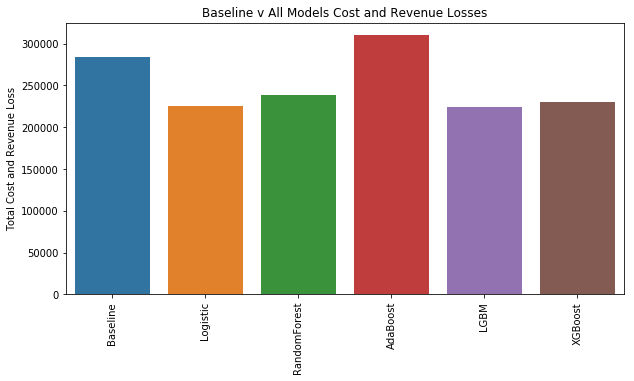 Baseline v All Models Cost and Revenue Losses
Total Cost and Revenue Loss
300000
250000
200000
150000
100000
50000
0
Baseline
Logistic
RandomForest
AdaBoost
LGBM
XGBoost